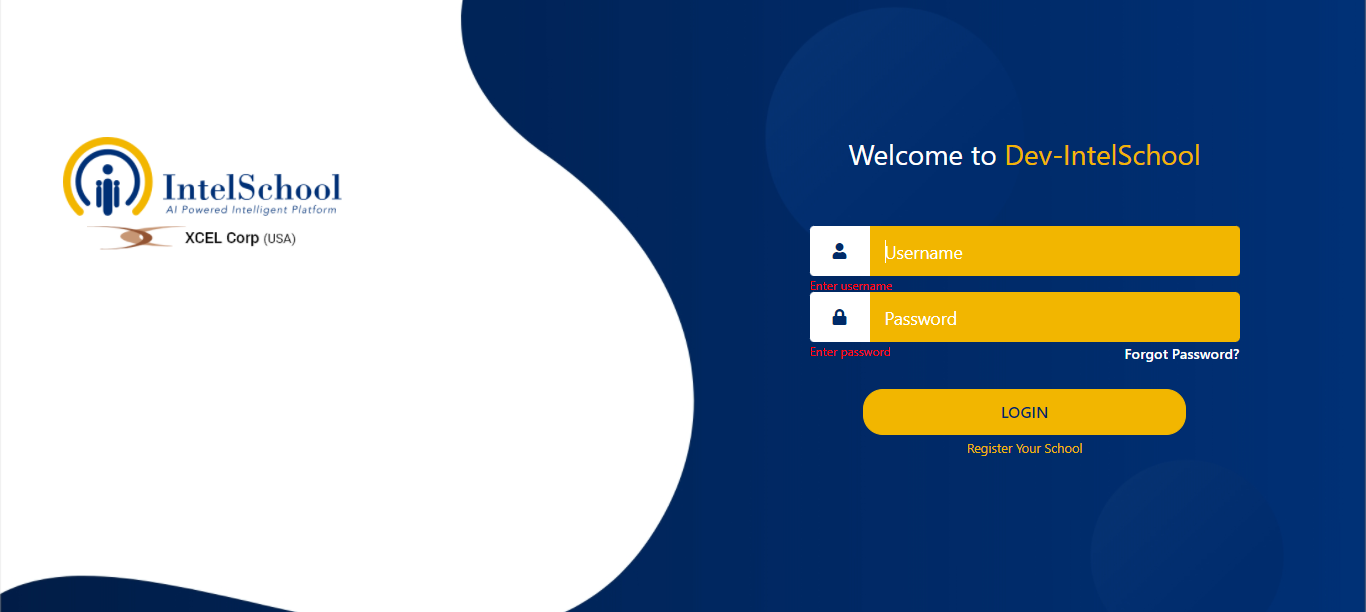 IntelSchool
AI Powered Intelligent Platform
XCEL Corp (USA)
Welcome to Dev-IntelSchool
Username
Enter username
Password
Enter password
Forgot Password?
LOGIN
Register Your School